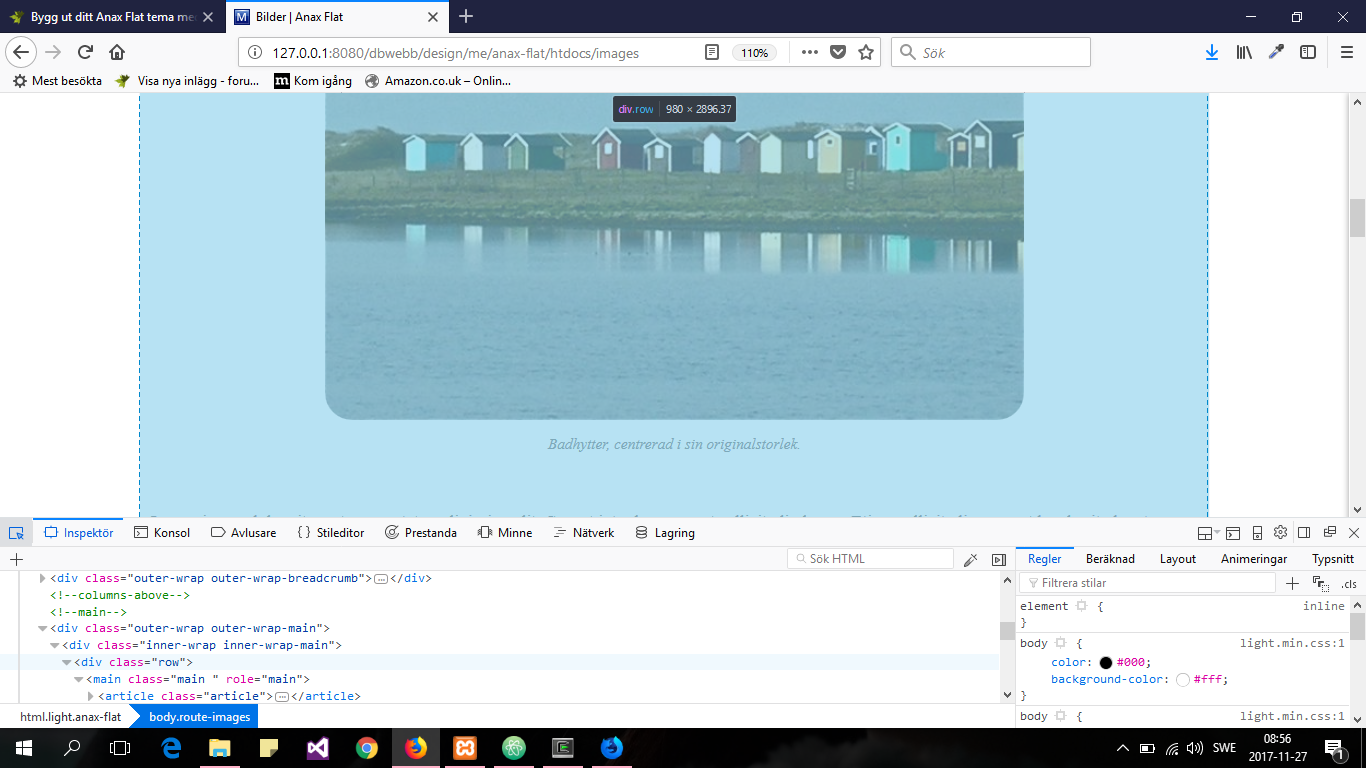 Bygg ut ditt Anax Flat tema me
Bilder | Anax Flat
127.0.0.1:8080/dbwebb/design/me/anax-flat/htdocs/images
110%
Sök
Mest besökta
Visa nya inlägg - foru...
Kom igång
Amazon.co.uk – Onlin...
div.row | 980 × 2896.37
Badhytter, centrerad i sin originalstorlek.
Inspektör
Konsol
Avlusare
Stileditor
Prestanda
Minne
Nätverk
Lagring
Sök HTML
<div class="outer-wrap outer-wrap-breadcrumb"></div>
<!--columns-above-->
<!--main-->
<div class="outer-wrap outer-wrap-main">
<div class="inner-wrap inner-wrap-main">
<div class="row">
<main class="main " role="main">
<article class="article"></article>
html.light.anax-flat
body.route-images
Regler
Beräknad
Layout
Animeringar
Typsnitt
Filtrera stilar
.cls
element { inline
}
body { light.min.css:1
color: #000;
background-color: #fff;
}
body { light.min.css:1
SWE
08:56
2017-11-27
1